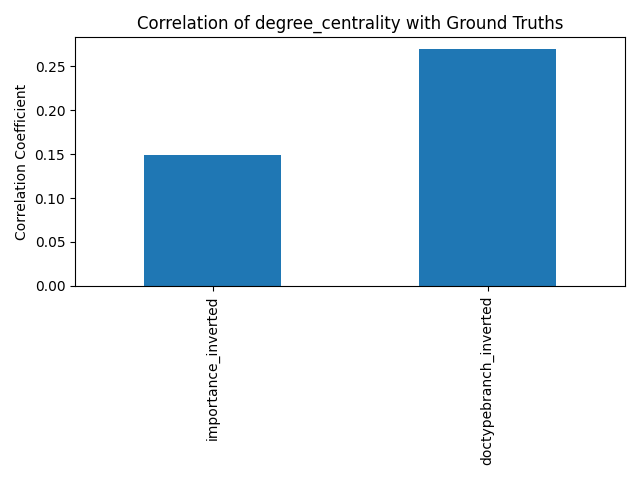 Correlation of degree_centrality with Ground Truths
Correlation Coefficient
0.25
0.20
0.15
0.10
0.05
0.00
importance_inverted
doctypebranch_inverted